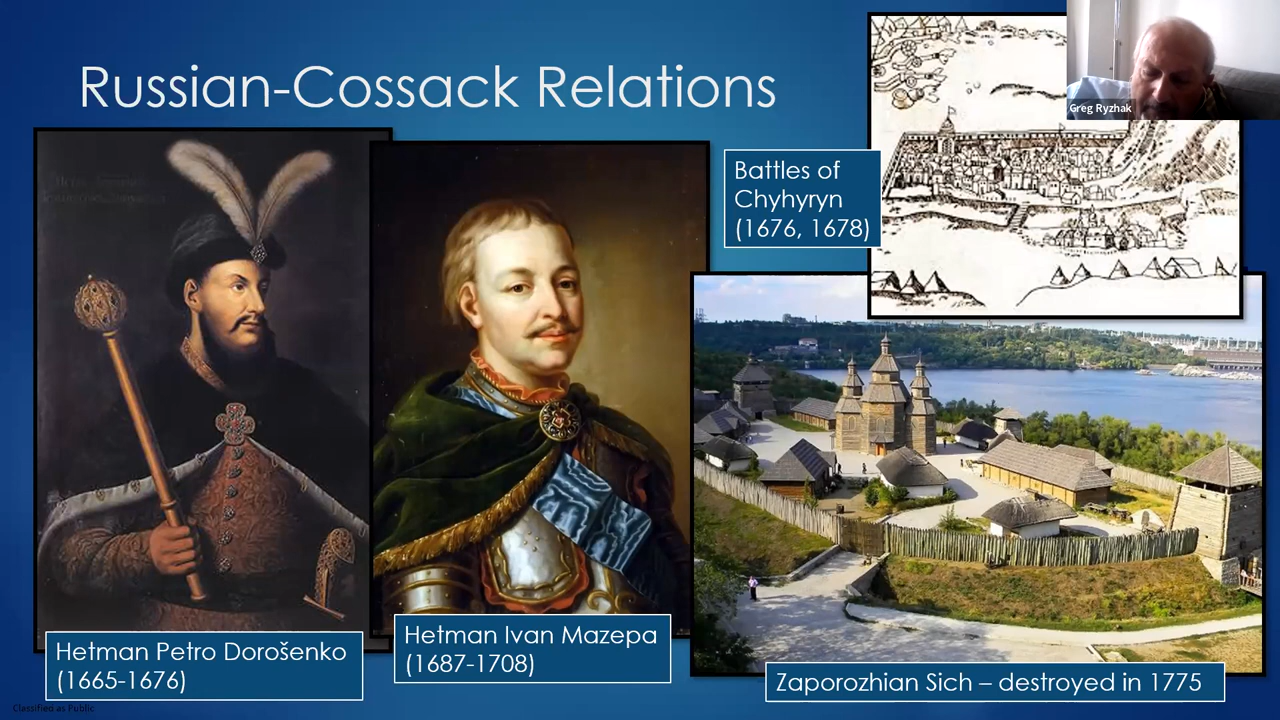 Russian-Cossack Relations
Greg Ryzhak
Battles of
Chyhyryn
(1676, 1678)
Hetman Petro Dorošenko
(1665-1676)
Hetman Ivan Mazepa
(1687-1708)
Zaporozhian Sich – destroyed in 1775
Classified as Public